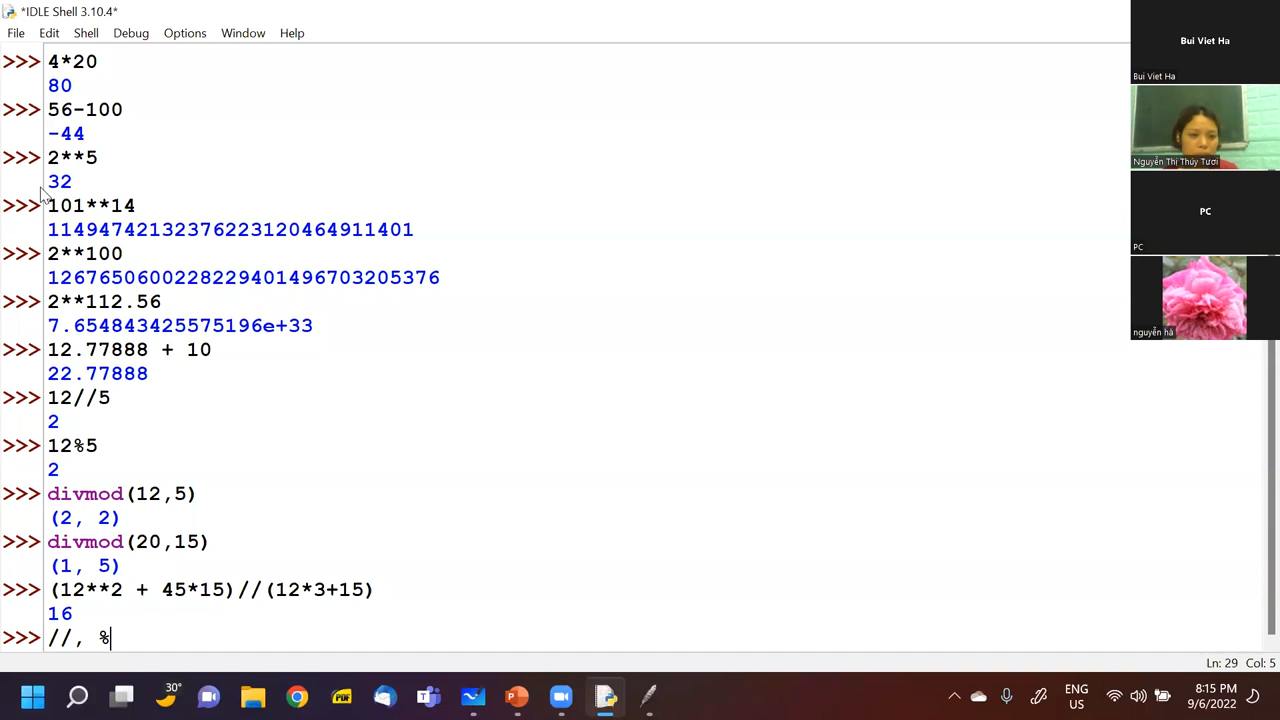 *IDLE Shell 3.10.4*
File Edit Shell Debug Options Window Help
>>> 4*20
80
>>> 56-100
-44
>>> 2**5
32
>>> 101**14
11494742132376223120464911401
>>> 2**100
1267650600228229401496703205376
>>> 2**112.56
7.654843425575196e+33
>>> 12.77888 + 10
22.77888
>>> 12//5
2
>>> 12%5
2
>>> divmod(12,5)
(2, 2)
>>> divmod(20,15)
(1, 5)
>>> (12**2 + 45*15)//(12*3+15)
16
>>> //, %
Ln: 29 Col: 5
Bui Viet Ha
Bui Viet Ha
Nguyễn Thị Thúy Tươi
PC
PC
nguyễn hà
30°
PDF
ENG
US
8:15 PM
9/6/2022